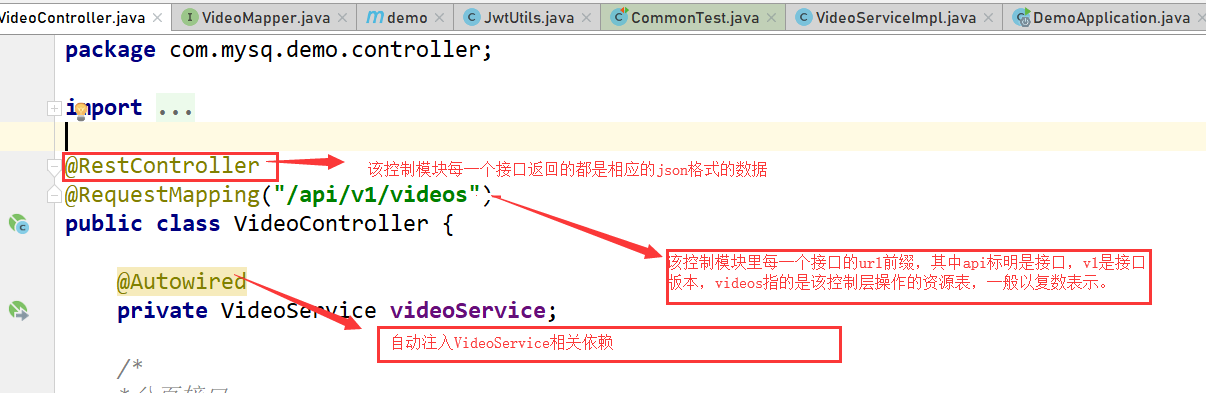 VideoController.java VideoMapper.java demo JwtUtils.java CommonTest.java VideoServiceImpl.java DemoApplication.java
package com.mysq.demo.controller;
import ...
@RestController
该控制模块每一个接口返回的都是相应的json格式的数据
@RequestMapping("/api/v1/videos")
public class VideoController {
该控制模块里每一个接口的url前缀，其中api标明是接口，v1是接口
版本，videos指的是该控制层操作的资源表，一般以复数表示。
@Autowired
private VideoService videoService;
自动注入VideoService相关依赖
/*